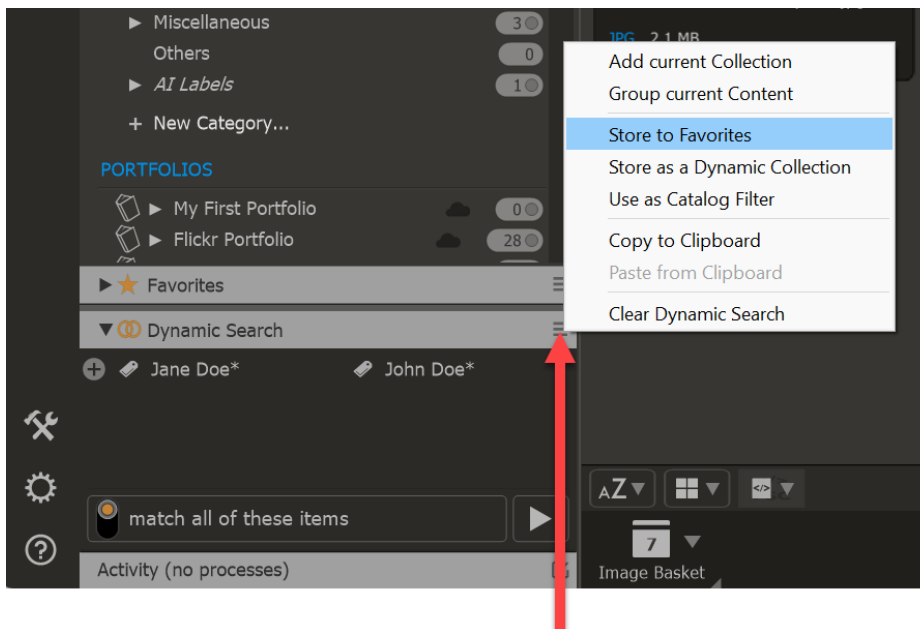 Miscellaneous 3
Others 0
AI Labels 1
+ New Category...
PORTFOLIOS
My First Portfolio 0
Flickr Portfolio 28
Favorites
Dynamic Search
Jane Doe* John Doe*
match all of these items
Activity (no processes)
JPG 2.1 MB
Add current Collection
Group current Content
Store to Favorites
Store as a Dynamic Collection
Use as Catalog Filter
Copy to Clipboard
Paste from Clipboard
Clear Dynamic Search
AZ
7
Image Basket